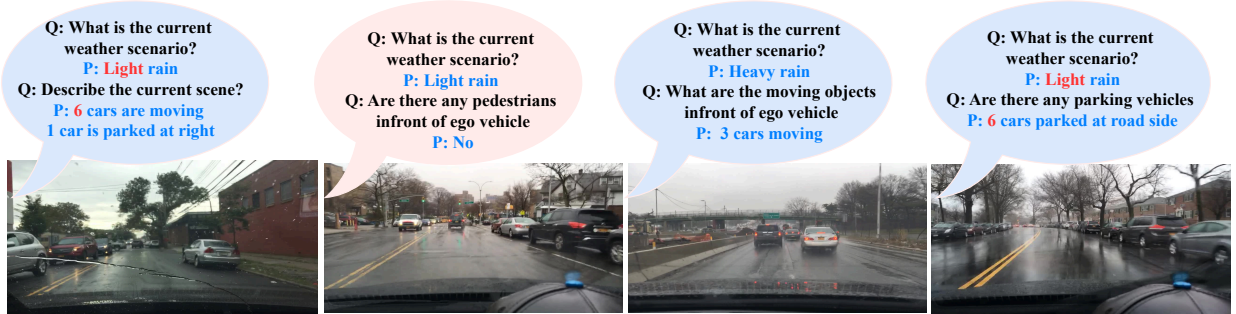 Q: What is the current
weather scenario?
P: Light rain
Q: Describe the current scene?
P: 6 cars are moving
1 car is parked at right
Q: What is the current
weather scenario?
P: Light rain
Q: Are there any pedestrians
infront of ego vehicle
P: No
Q: What is the current
weather scenario?
P: Heavy rain
Q: What are the moving objects
infront of ego vehicle
P: 3 cars moving
Q: What is the current
weather scenario?
P: Light rain
Q: Are there any parking vehicles
P: 6 cars parked at road side